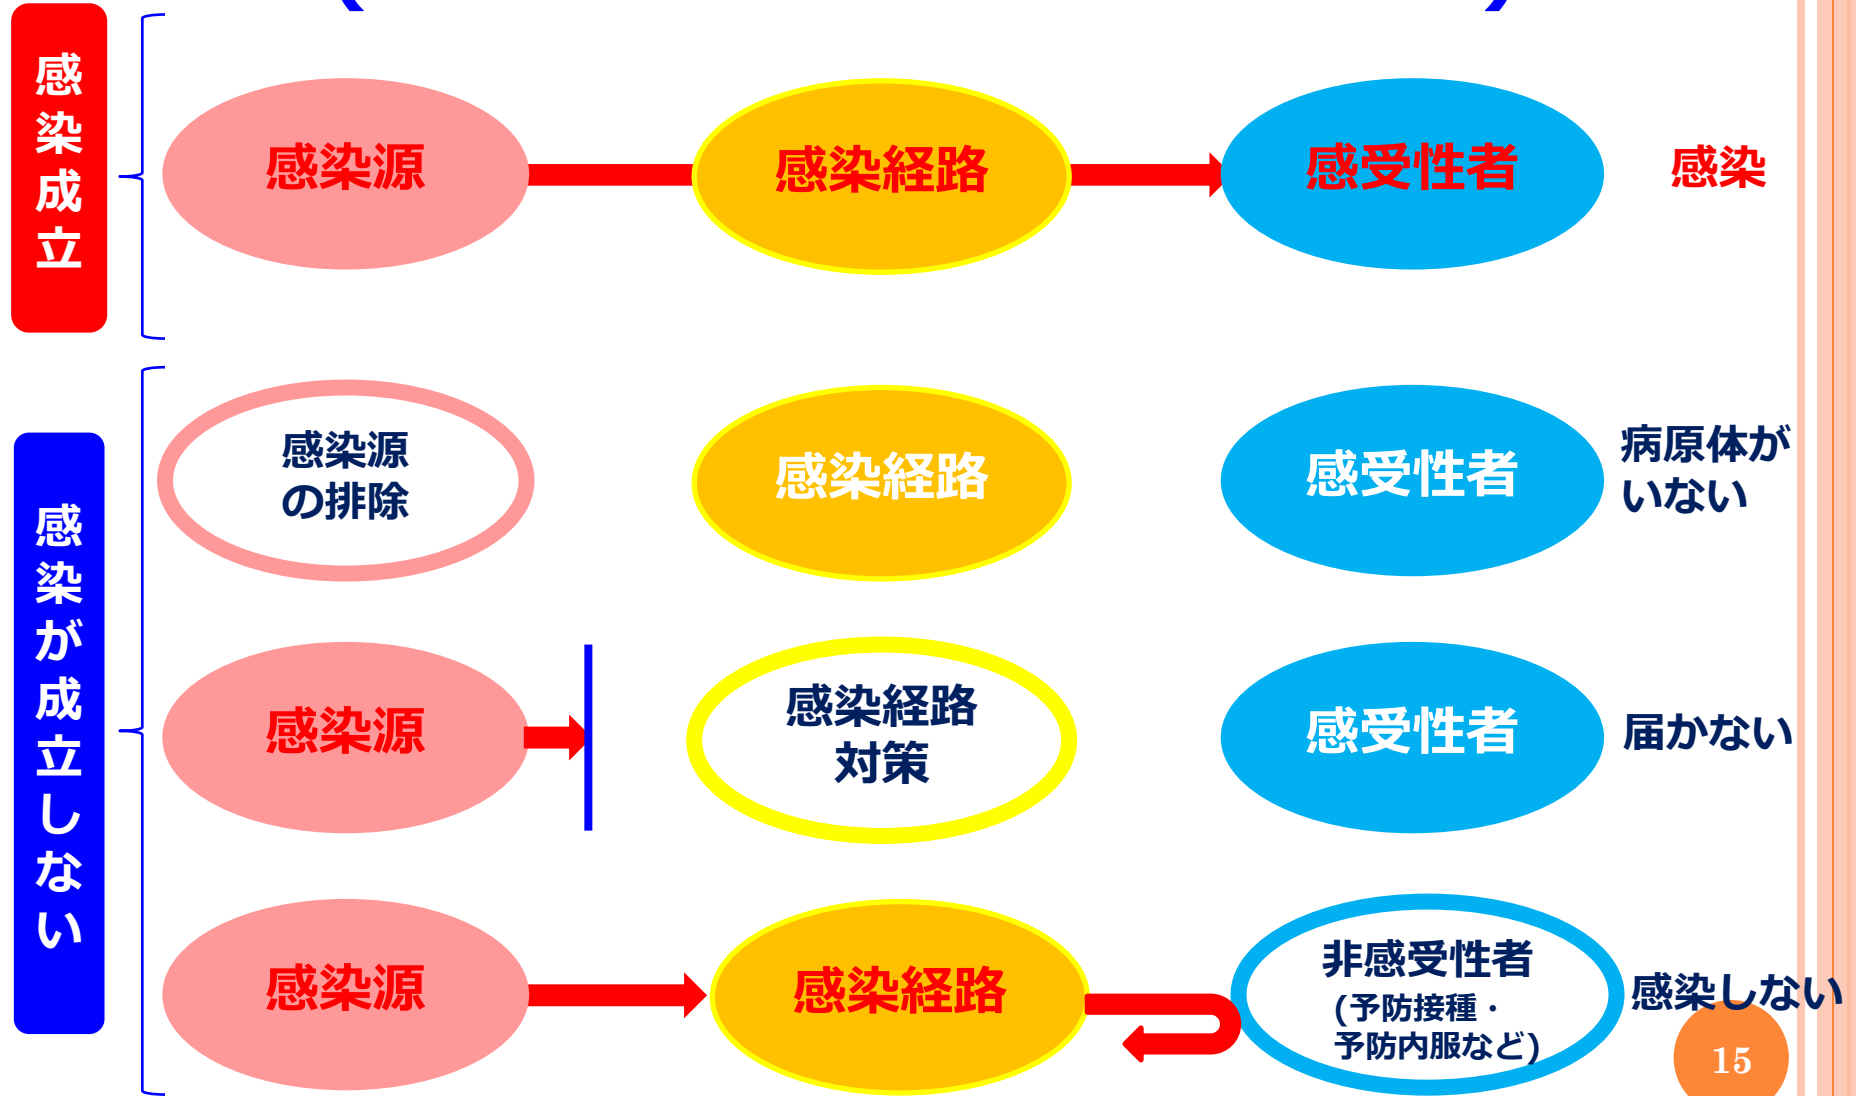 感染成立
感染源
感染経路
感受性者
感染
感染が成立しない
感染源
の排除
感染経路
感受性者
病原体が
いない
感染源
感染経路
対策
感受性者
届かない
感染源
感染経路
非感受性者
(予防接種・
予防内服など)
感染しない
15